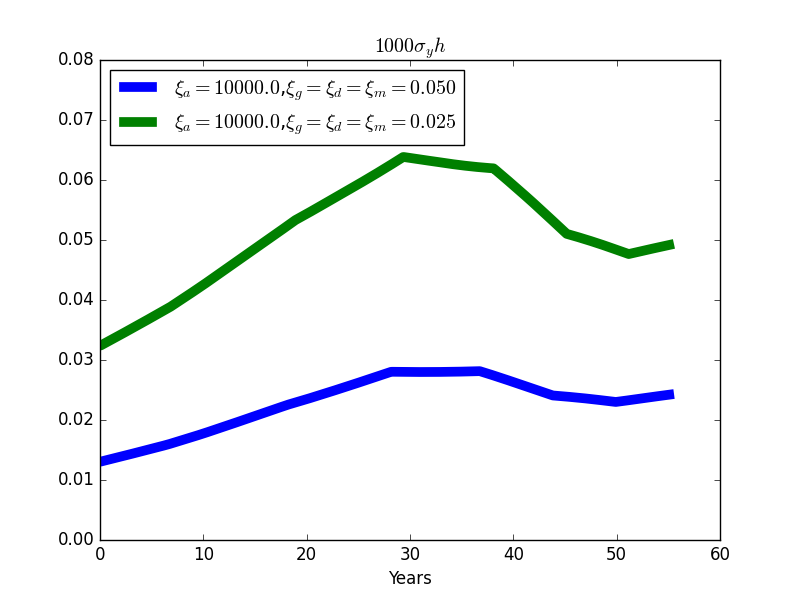 1000σ_y h
ξ_a = 10000.0, ξ_g = ξ_d = ξ_m = 0.050
ξ_a = 10000.0, ξ_g = ξ_d = ξ_m = 0.025
0.08
0.07
0.06
0.05
0.04
0.03
0.02
0.01
0.00
0 10 20 30 40 50 60
Years